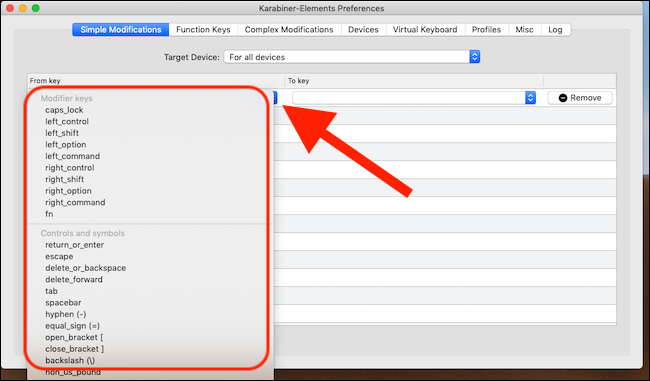 Karabiner-Elements Preferences
Simple Modifications Function Keys Complex Modifications Devices Virtual Keyboard Profiles Misc Log
Target Device: For all devices
From key To key
Remove
Modifier keys
caps_lock
left_control
left_shift
left_option
left_command
right_control
right_shift
right_option
right_command
fn
Controls and symbols
return_or_enter
escape
delete_or_backspace
delete_forward
tab
spacebar
hyphen (-)
equal_sign (=)
open_bracket [
close_bracket ]
backslash (\)
non_us_pound